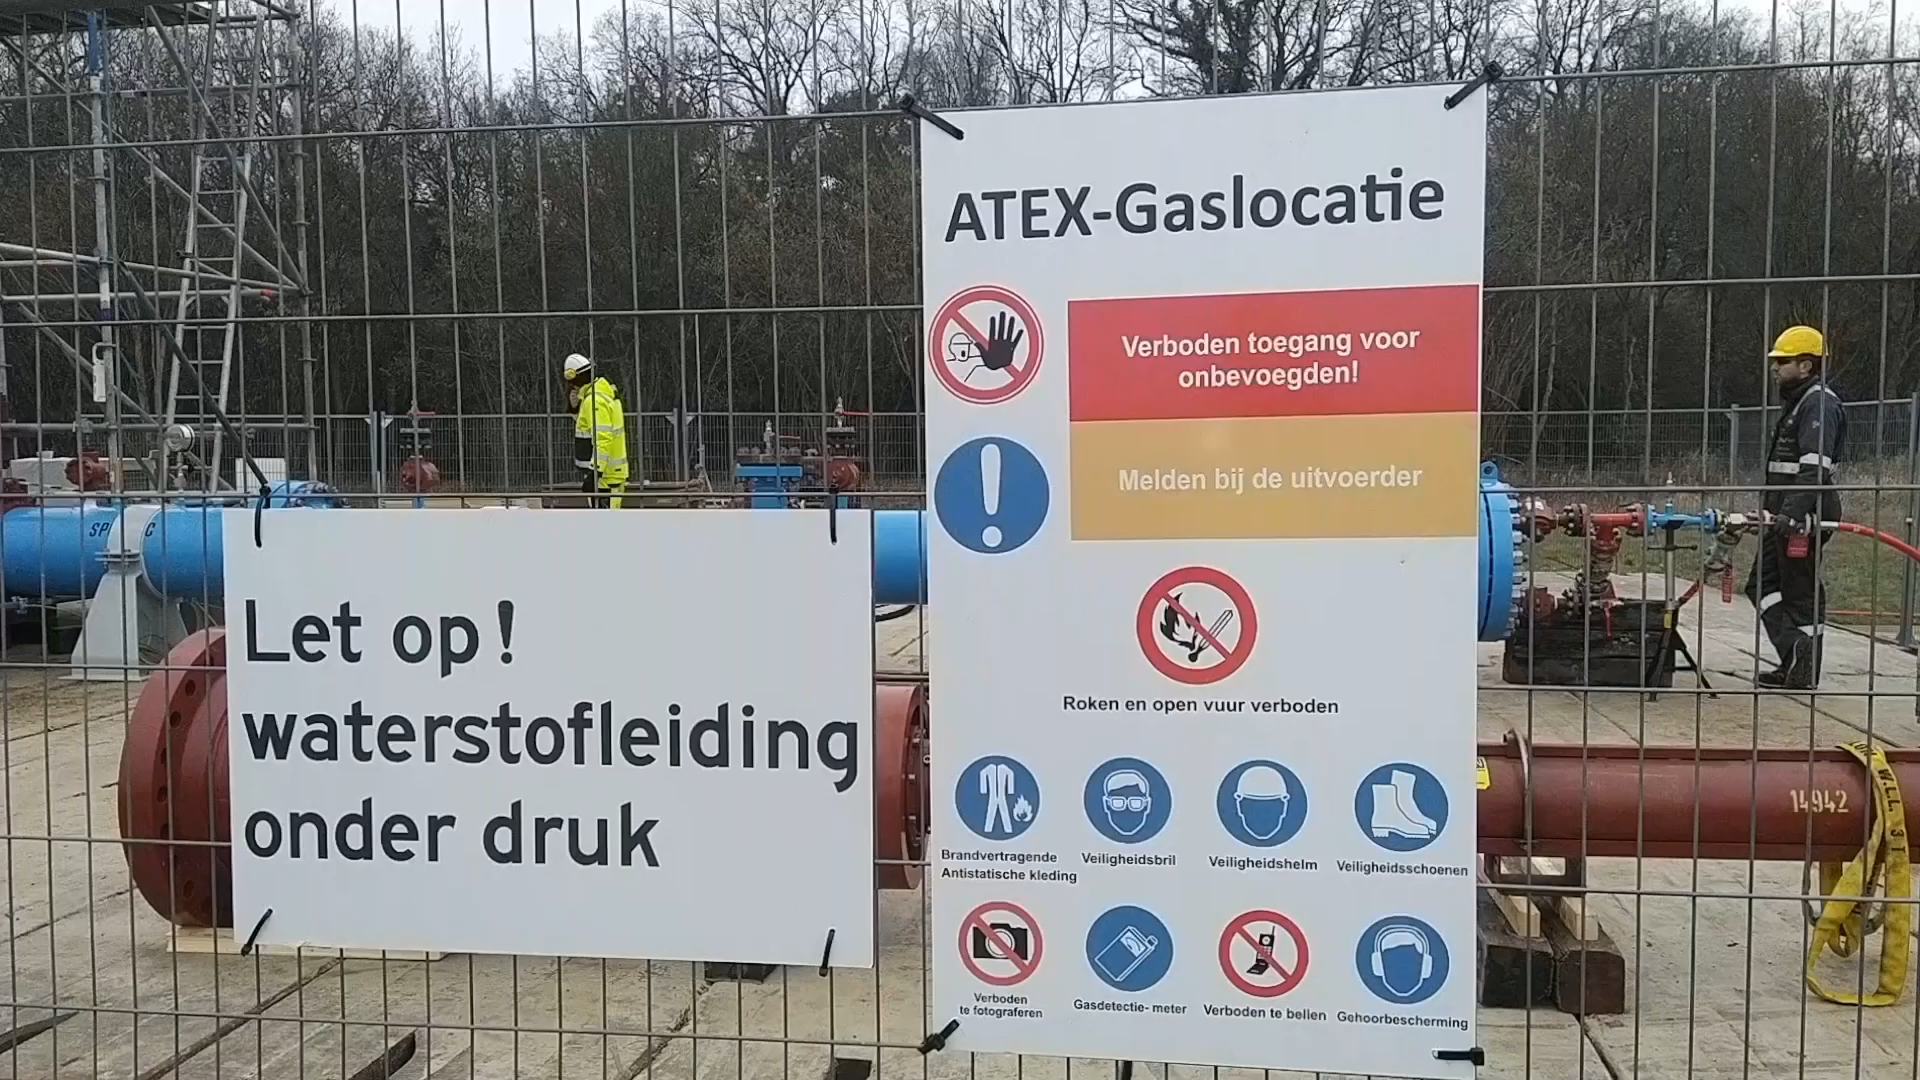 ATEX-Gaslocatie
Verboden toegang voor
onbevoegden!
Melden bij de uitvoerder
Roken en open vuur verboden
Brandvertragende
Antistatische kleding
Veiligheidsbril
Veiligheidshelm
Veiligheidsschoenen
Verboden
te fotograferen
Gasdetectie- meter
Verboden te bellen
Gehoorbescherming
Let op!
waterstofleiding
onder druk
14942
W.L.L. 3 T